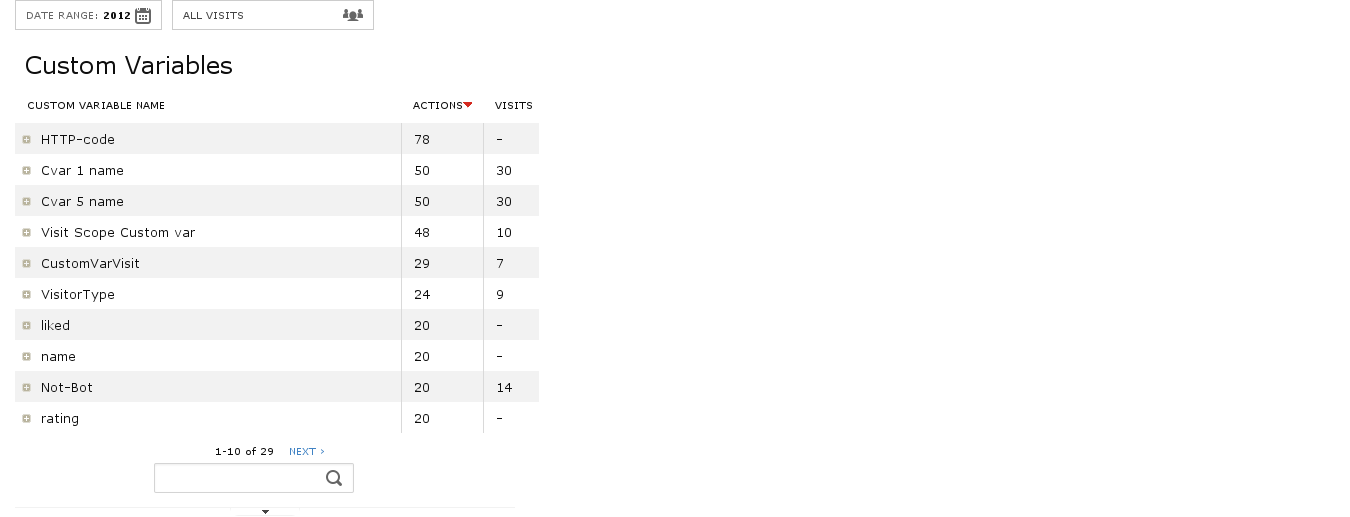 DATE RANGE: 2012 ALL VISITS
Custom Variables
CUSTOM VARIABLE NAME ACTIONS VISITS
HTTP-code 78 -
Cvar 1 name 50 30
Cvar 5 name 50 30
Visit Scope Custom var 48 10
CustomVarVisit 29 7
VisitorType 24 9
liked 20 -
name 20 -
Not-Bot 20 14
rating 20 -
1-10 of 29 NEXT ›